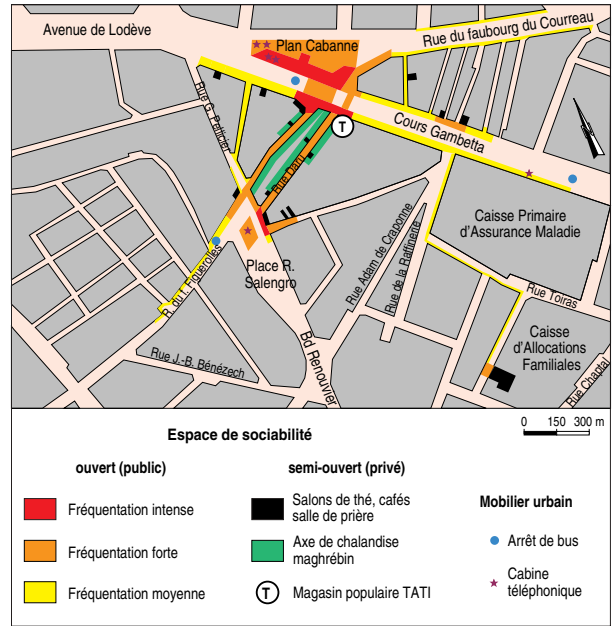 Avenue de Lodève
Plan Cabanne
Rue du faubourg du Courreau
Rue G. Pellicier
Cours Gambetta
T
Rue Daru
Caisse Primaire
d'Assurance Maladie
Place R.
Salengro
R. du f. Figuerolles
Rue Adam de Craponne
Rue de la Raffinerie
Rue Toiras
Bd Renouvier
Rue J.-B. Bénézech
Caisse
d'Allocations
Familiales
Rue Chaptal
0 150 300 m
Espace de sociabilité
ouvert (public)
semi-ouvert (privé)
Fréquentation intense
Salons de thé, cafés
salle de prière
Mobilier urbain
Fréquentation forte
Axe de chalandise
maghrébin
Arrêt de bus
Fréquentation moyenne
T Magasin populaire TATI
Cabine
téléphonique